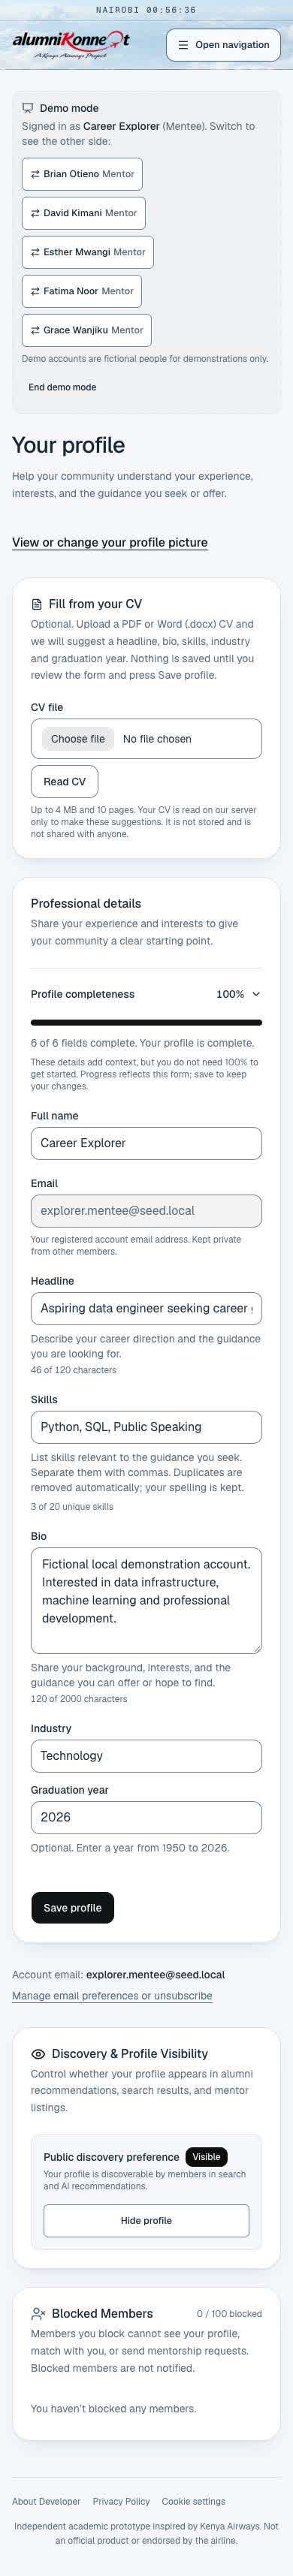 NAIROBI 00:56:36
alumniKonnect
A Kenya Airways Project
Open navigation
Demo mode
Signed in as Career Explorer (Mentee). Switch to
see the other side:
Brian Otieno Mentor
David Kimani Mentor
Esther Mwangi Mentor
Fatima Noor Mentor
Grace Wanjiku Mentor
Demo accounts are fictional people for demonstrations only.
End demo mode
Your profile
Help your community understand your experience,
interests, and the guidance you seek or offer.
View or change your profile picture
Fill from your CV
Optional. Upload a PDF or Word (.docx) CV and
we will suggest a headline, bio, skills, industry
and graduation year. Nothing is saved until you
review the form and press Save profile.
CV file
Choose file No file chosen
Read CV
Up to 4 MB and 10 pages. Your CV is read on our server
only to make these suggestions. It is not stored and is
not shared with anyone.
Professional details
Share your experience and interests to give
your community a clear starting point.
Profile completeness 100%
6 of 6 fields complete. Your profile is complete.
These details add context, but you do not need 100% to
get started. Progress reflects this form; save to keep
your changes.
Full name
Career Explorer
Email
explorer.mentee@seed.local
Your registered account email address. Kept private
from other members.
Headline
Aspiring data engineer seeking career
Describe your career direction and the guidance
you are looking for.
46 of 120 characters
Skills
Python, SQL, Public Speaking
List skills relevant to the guidance you seek.
Separate them with commas. Duplicates are
removed automatically; your spelling is kept.
3 of 20 unique skills
Bio
Fictional local demonstration account.
Interested in data infrastructure,
machine learning and professional
development.
Share your background, interests, and the
guidance you can offer or hope to find.
120 of 2000 characters
Industry
Technology
Graduation year
2026
Optional. Enter a year from 1950 to 2026.
Save profile
Account email: explorer.mentee@seed.local
Manage email preferences or unsubscribe
Discovery & Profile Visibility
Control whether your profile appears in alumni
recommendations, search results, and mentor
listings.
Public discovery preference Visible
Your profile is discoverable by members in search
and AI recommendations.
Hide profile
Blocked Members 0 / 100 blocked
Members you block cannot see your profile,
match with you, or send mentorship requests.
Blocked members are not notified.
You haven't blocked any members.
About Developer Privacy Policy Cookie settings
Independent academic prototype inspired by Kenya Airways. Not
an official product or endorsed by the airline.